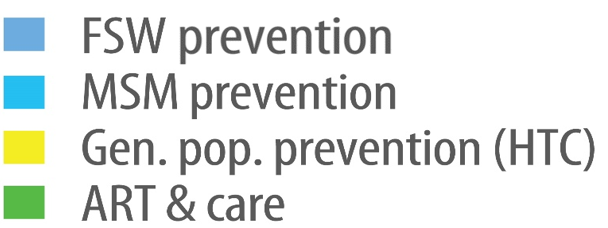 FSW prevention
MSM prevention
Gen. pop. prevention (HTC)
ART & care